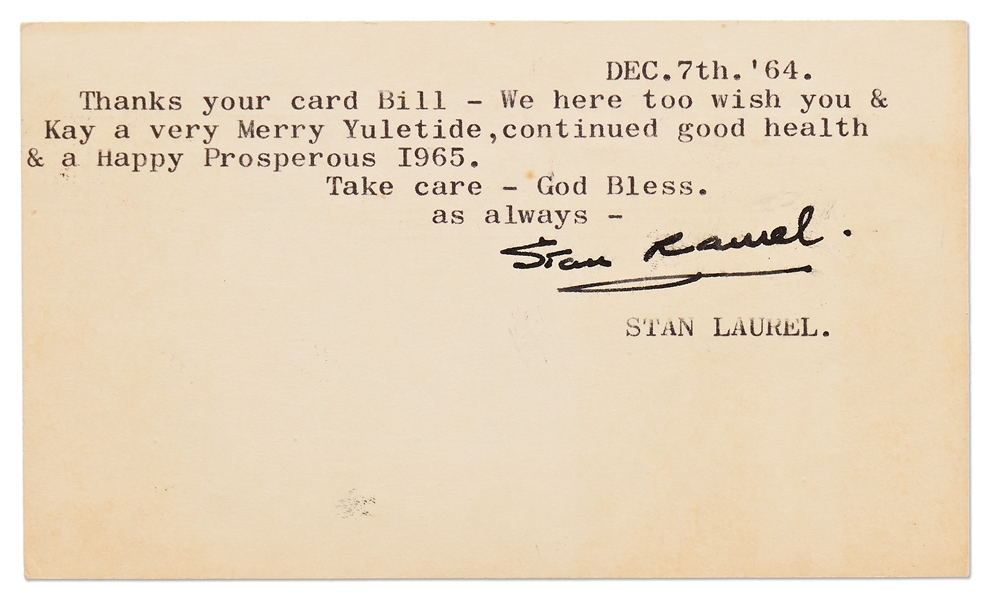 DEC.7th.'64.
Thanks your card Bill - We here too wish you &
Kay a very Merry Yuletide,continued good health
& a Happy Prosperous I965.
Take care - God Bless.
as always -
Stan Laurel.
STAN LAUREL.